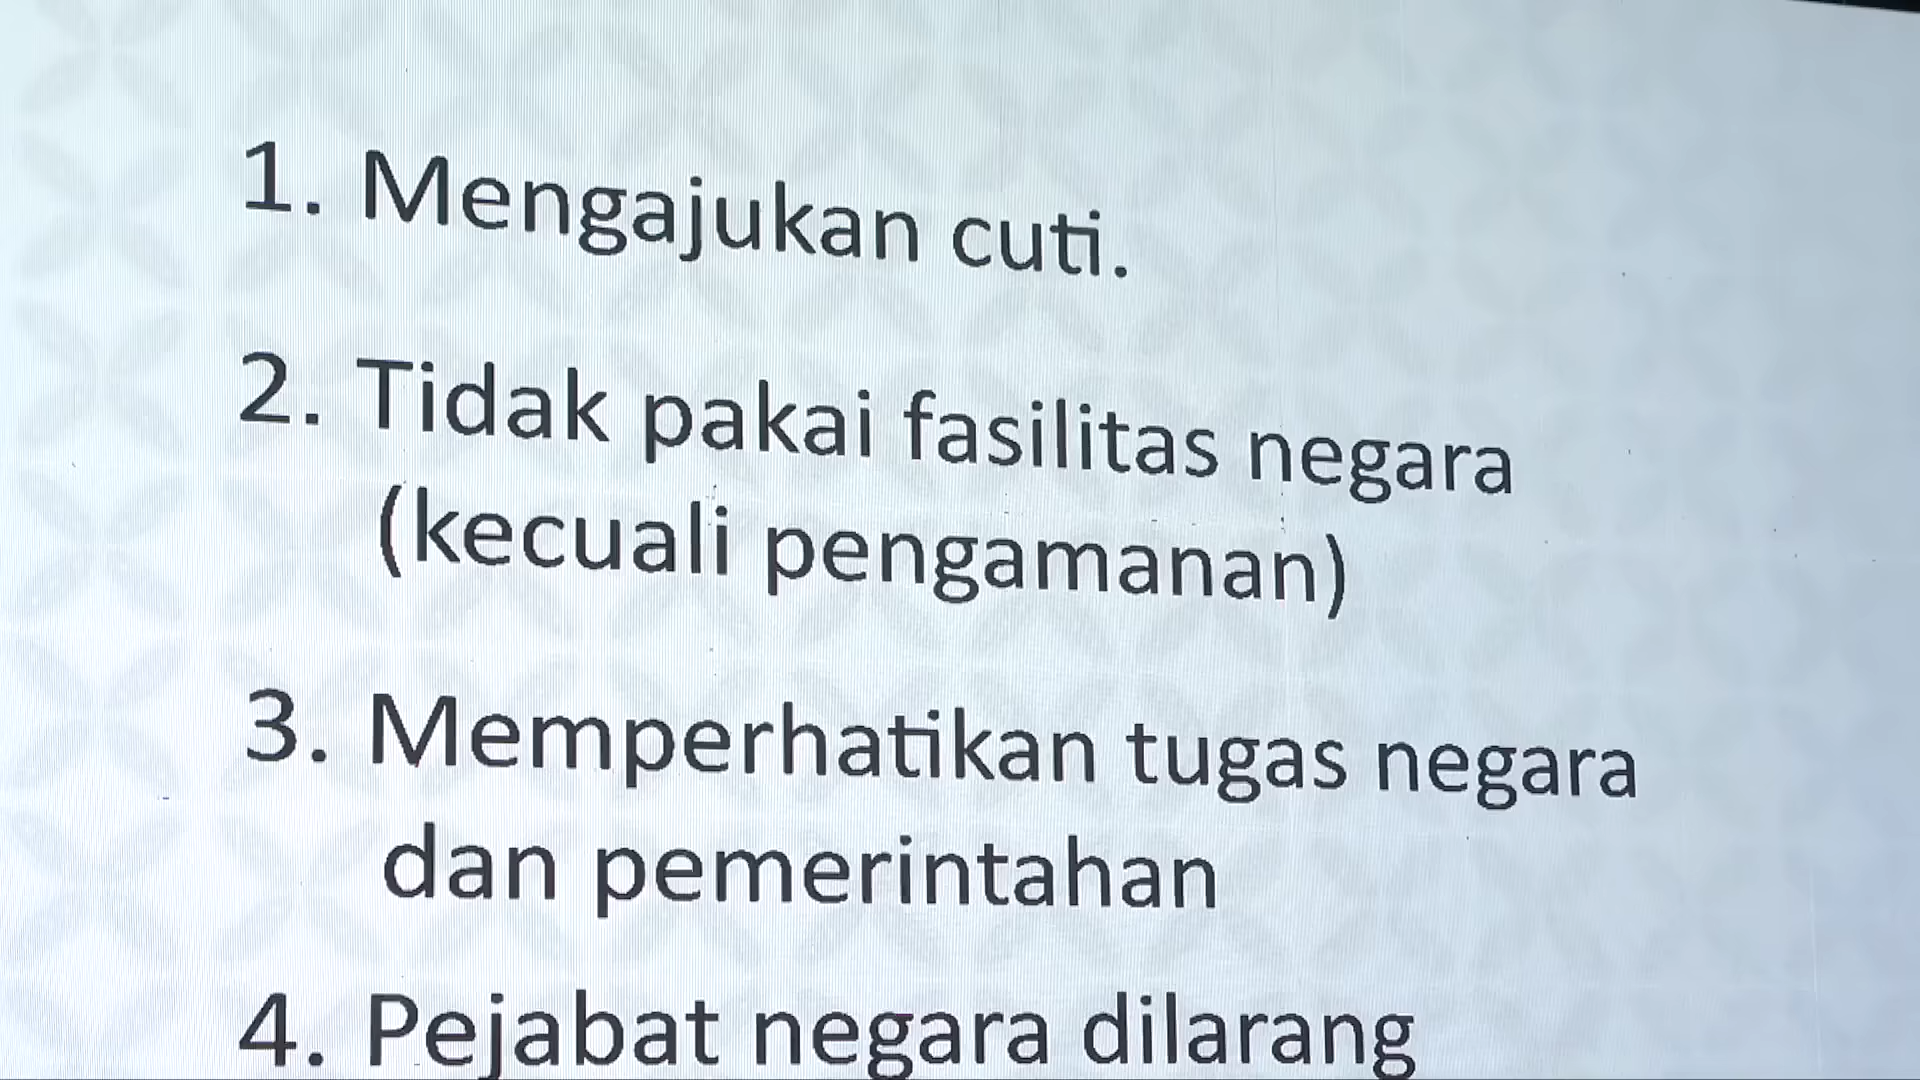 1. Mengajukan cuti.
2. Tidak pakai fasilitas negara
(kecuali pengamanan)
3. Memperhatikan tugas negara
dan pemerintahan
4. Pejabat negara dilarang